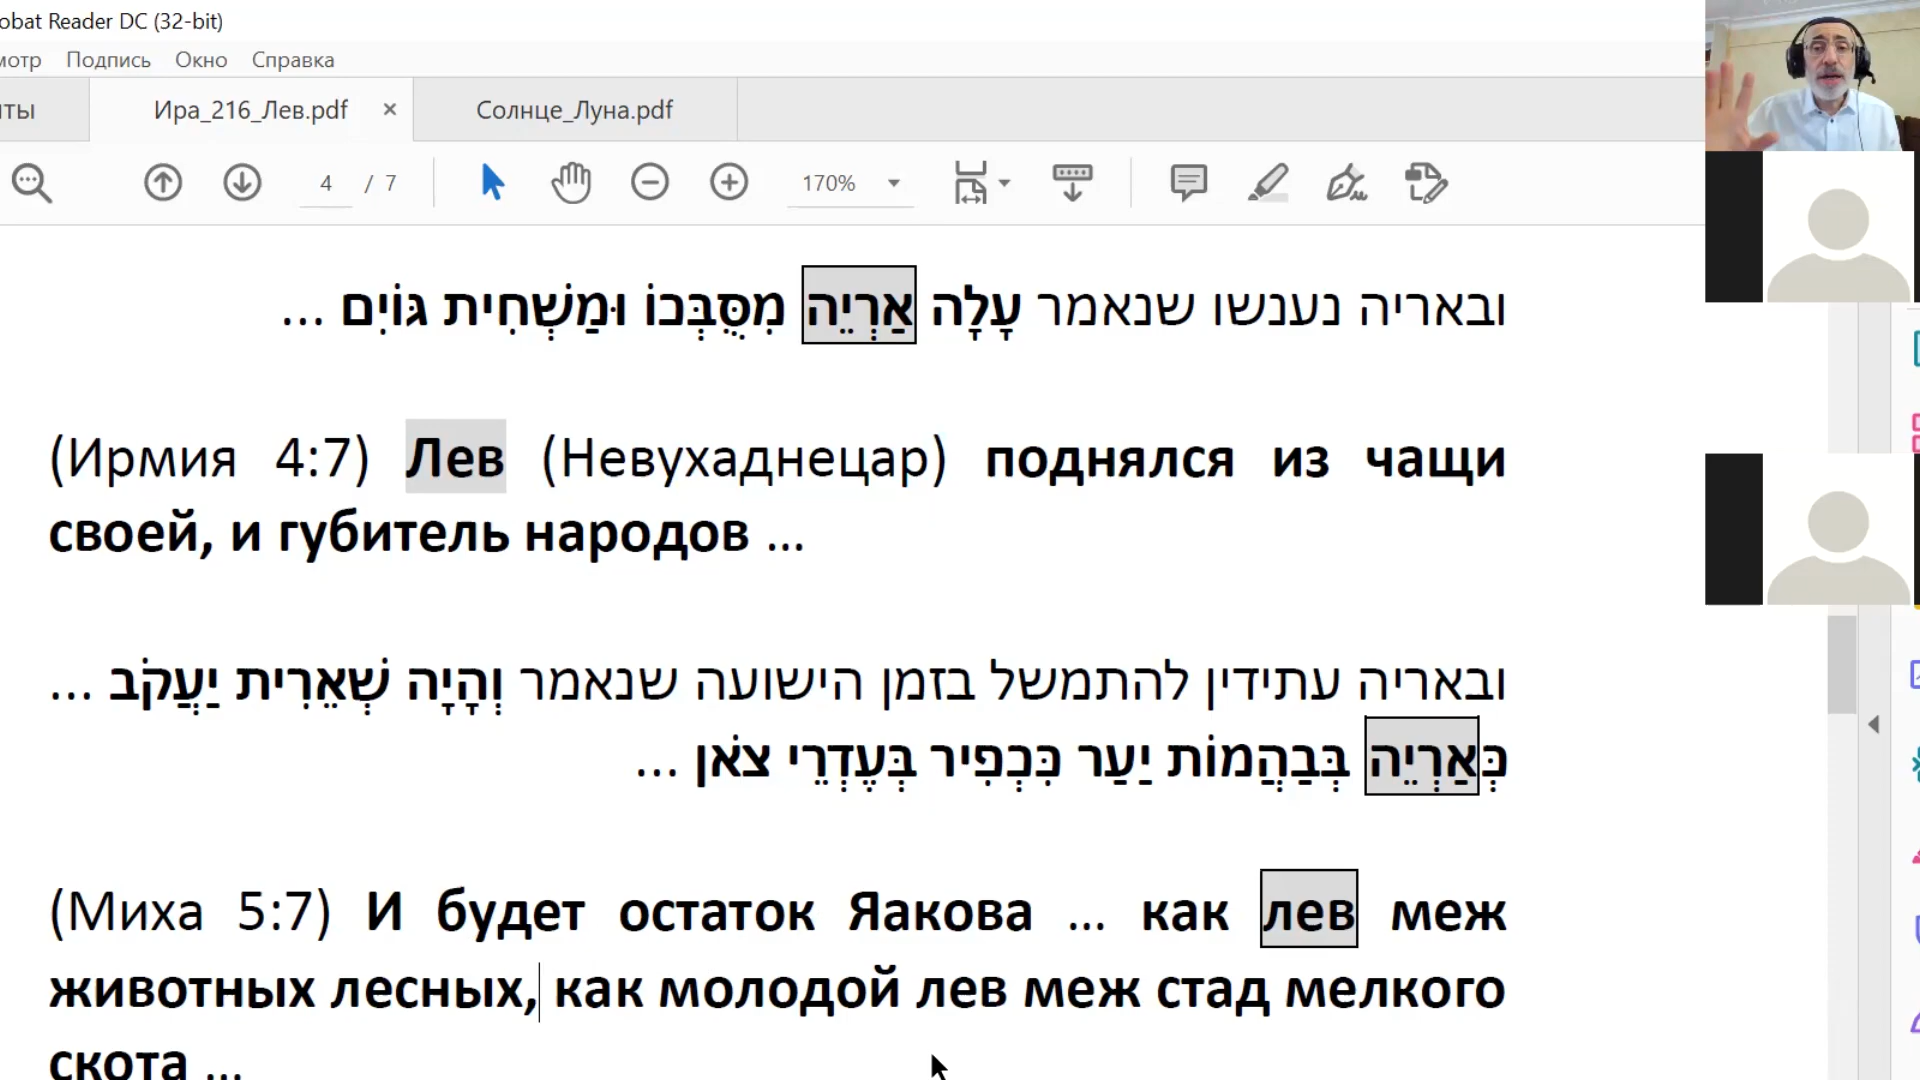 obat Reader DC (32-bit)
мотр Подпись Окно Справка
ты Ира_216_Лев.pdf × Солнце_Луна.pdf
4 / 7 170%
ובאריה נענשו שנאמר עָלָה אַרְיֵה מִסֻּבְּכוֹ וּמַשְׁחִית גּוֹיִם ...
(Ирмия 4:7) Лев (Невухаднецар) поднялся из чащи
своей, и губитель народов ...
ובאריה עתידין להתמשל בזמן הישועה שנאמר וְהָיָה שְׁאֵרִית יַעֲקֹב ...
כְּאַרְיֵה בְּבַהֲמוֹת יַעַר כִּכְפִיר בְּעֶדְרֵי צֹאן ...
(Миха 5:7) И будет остаток Яакова ... как лев меж
животных лесных, как молодой лев меж стад мелкого
скота ...